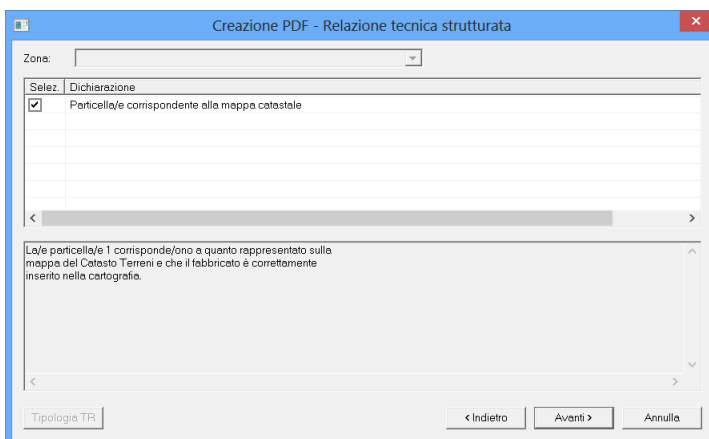 Creazione PDF - Relazione tecnica strutturata
Zona:
Selez. Dichiarazione
Particella/e corrispondente alla mappa catastale
La/e particella/e 1 corrisponde/ono a quanto rappresentato sulla
mappa del Catasto Terreni e che il fabbricato è correttamente
inserito nella cartografia.
Tipologia TR < Indietro Avanti > Annulla